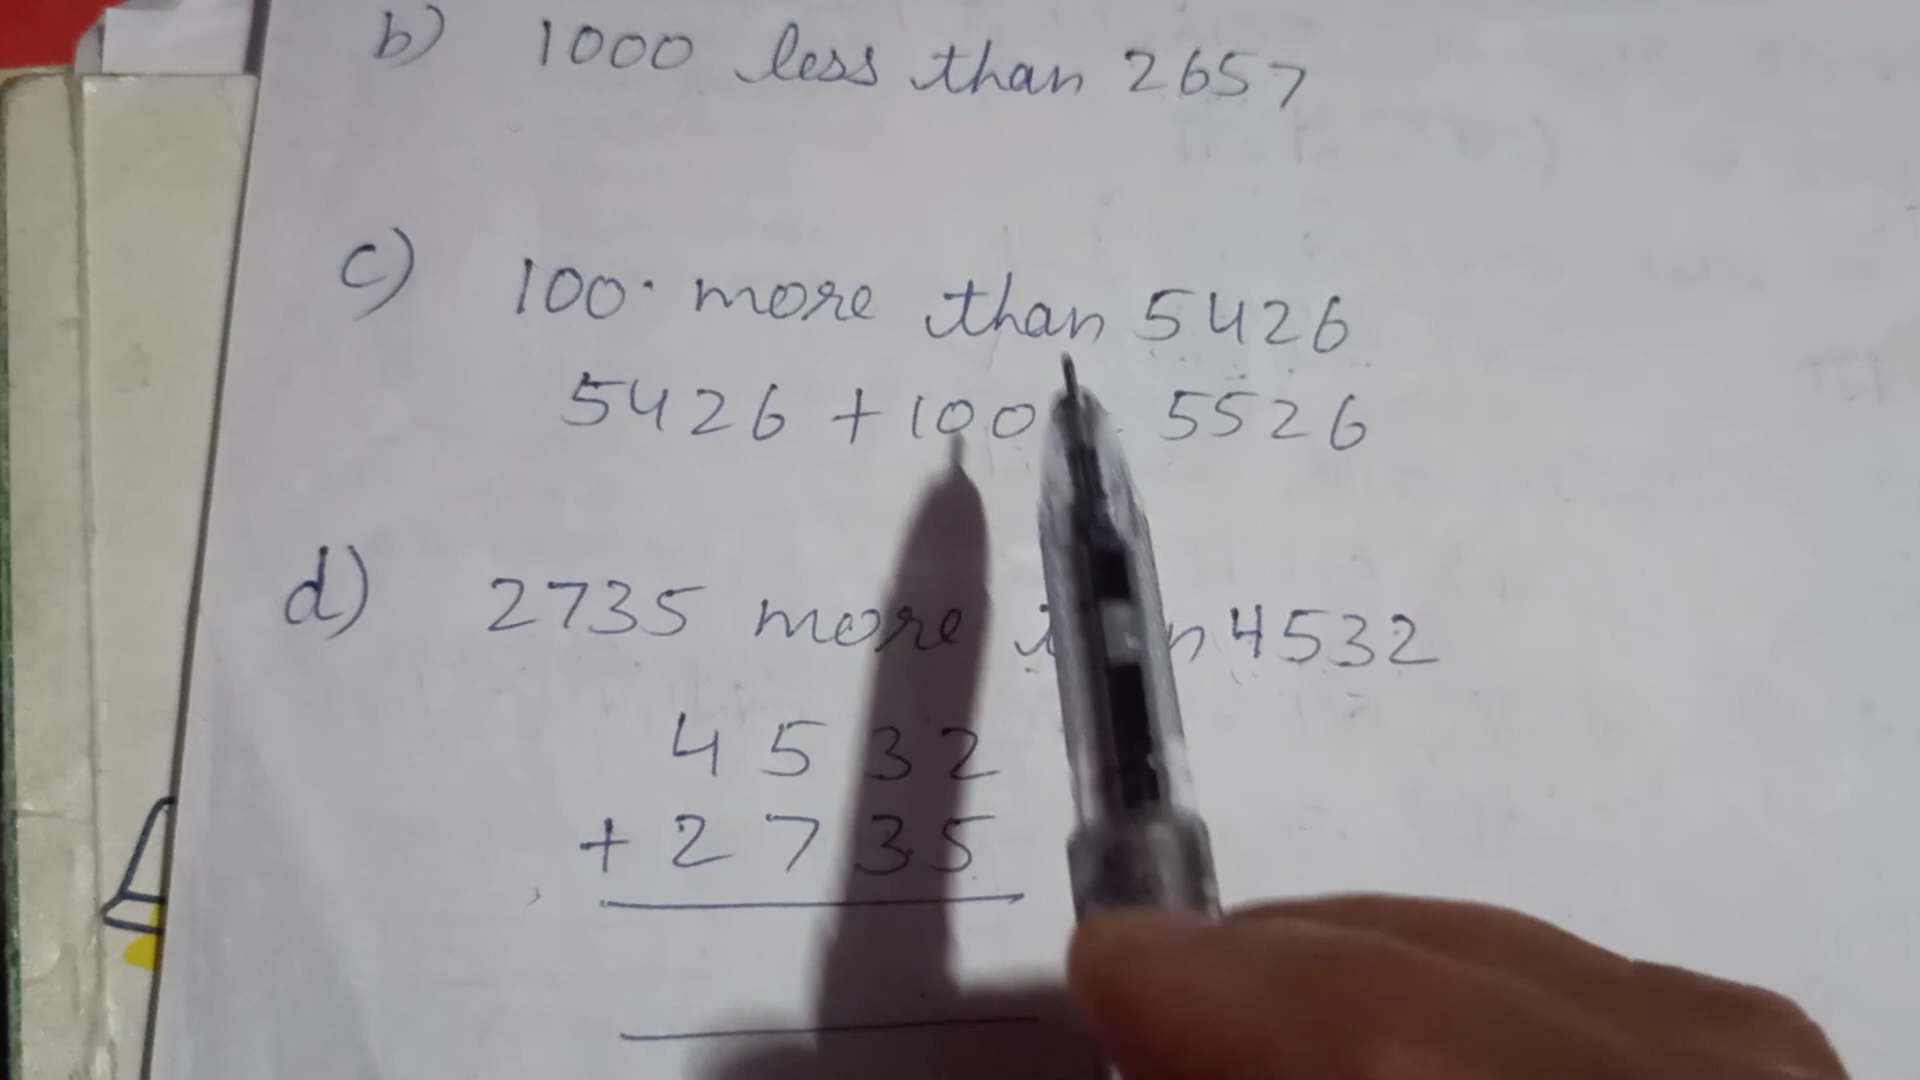 b) 1000 less than 2657
c) 100. more than 5426
5426 + 100 5526
d) 2735 more 4532
4532
+ 2735